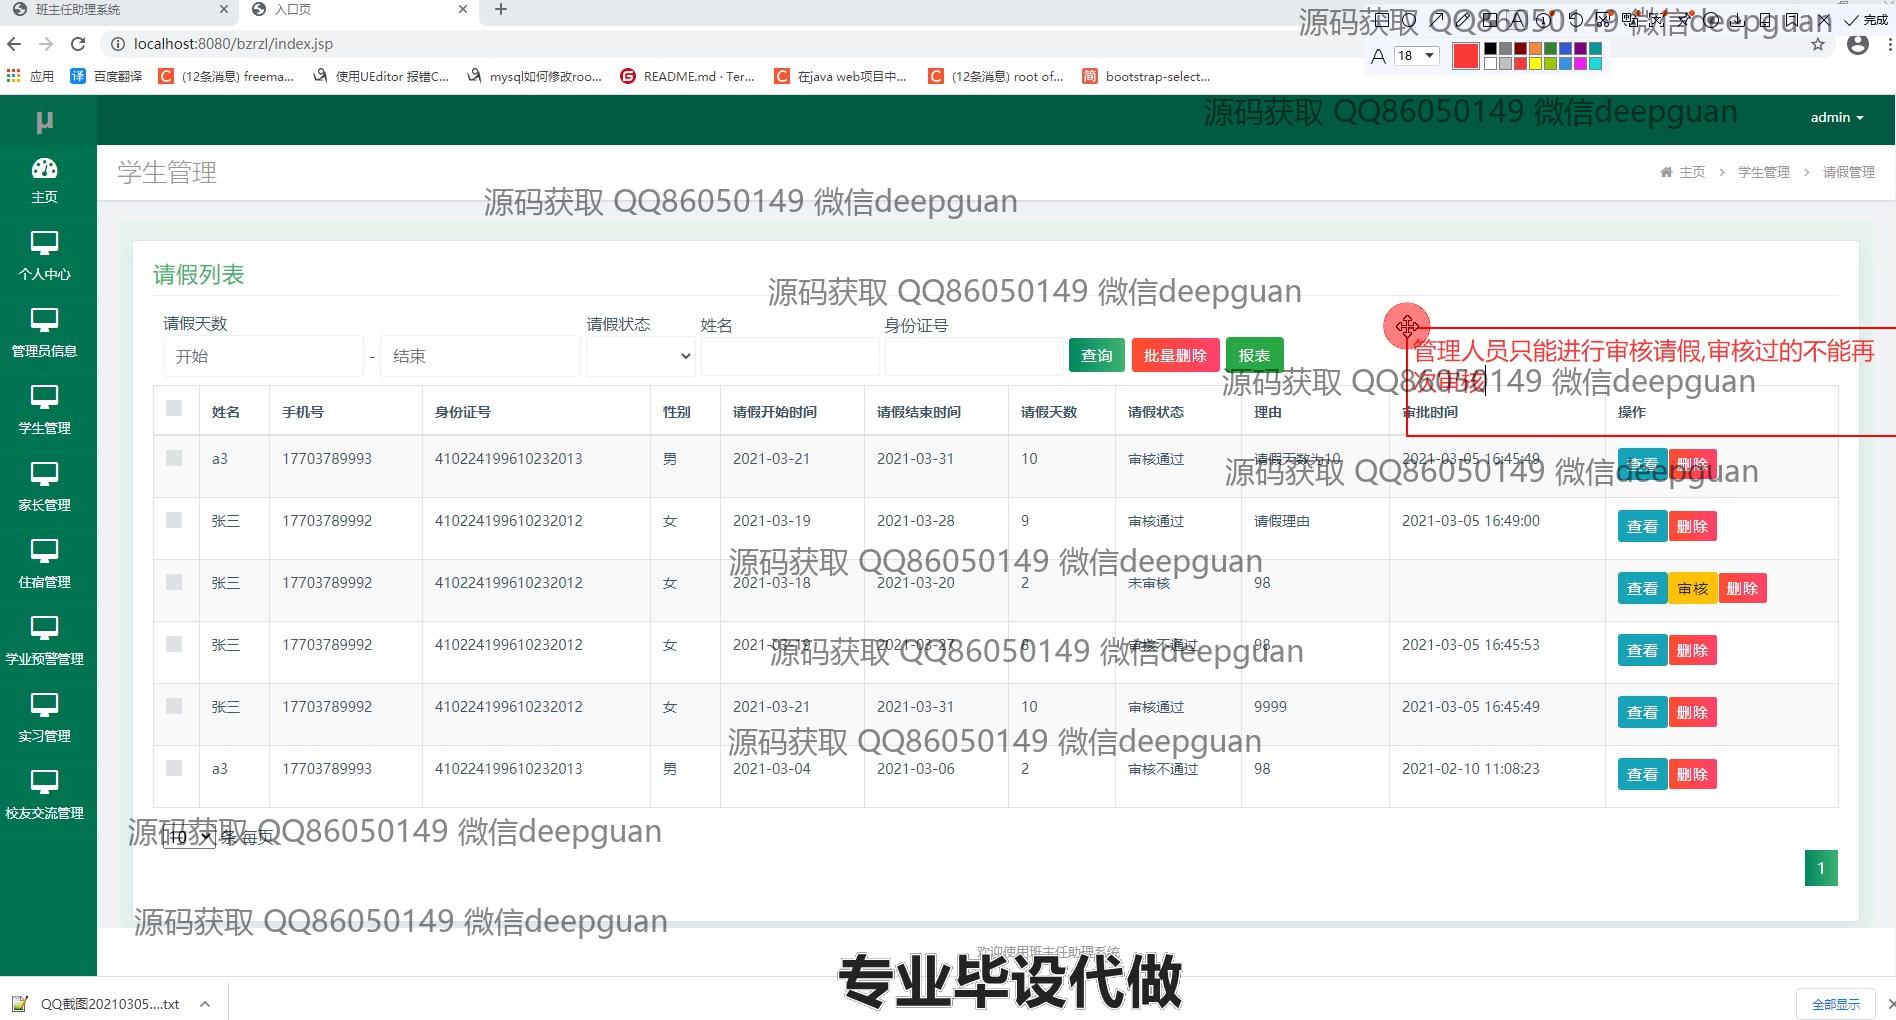 班主任助理系统
入口页
localhost:8080/bzrzl/index.jsp
应用
百度翻译
(12条消息) freema...
使用UEditor 报错C...
mysql如何修改roo...
README.md · Ter...
在java web项目中...
(12条消息) root of...
bootstrap-select...
18
完成
源码获取 QQ86050149 微信deepguan
源码获取 QQ86050149 微信deepguan
µ
admin
主页
个人中心
管理员信息
学生管理
家长管理
住宿管理
学业预警管理
实习管理
校友交流管理
学生管理
主页 > 学生管理 > 请假管理
源码获取 QQ86050149 微信deepguan
请假列表
源码获取 QQ86050149 微信deepguan
请假天数 请假状态 姓名 身份证号
开始 - 结束 查询 批量删除 报表
管理人员只能进行审核请假,审核过的不能再
次审核
源码获取 QQ86050149 微信deepguan
姓名 手机号 身份证号 性别 请假开始时间 请假结束时间 请假天数 请假状态 理由 审批时间 操作
a3 17703789993 410224199610232013 男 2021-03-21 2021-03-31 10 审核通过 请假天数为10 2021-03-05 16:45:49 查看 删除
源码获取 QQ86050149 微信deepguan
张三 17703789992 410224199610232012 女 2021-03-19 2021-03-28 9 审核通过 请假理由 2021-03-05 16:49:00 查看 删除
源码获取 QQ86050149 微信deepguan
张三 17703789992 410224199610232012 女 2021-03-18 2021-03-20 2 未审核 98 查看 审核 删除
张三 17703789992 410224199610232012 女 2021-03-19 2021-03-27 8 审核不通过 98 2021-03-05 16:45:53 查看 删除
源码获取 QQ86050149 微信deepguan
张三 17703789992 410224199610232012 女 2021-03-21 2021-03-31 10 审核通过 9999 2021-03-05 16:45:49 查看 删除
源码获取 QQ86050149 微信deepguan
a3 17703789993 410224199610232013 男 2021-03-04 2021-03-06 2 审核不通过 98 2021-02-10 11:08:23 查看 删除
10 条 每页
源码获取 QQ86050149 微信deepguan
1
源码获取 QQ86050149 微信deepguan
欢迎使用班主任助理系统
专业毕设代做
QQ截图20210305....txt
全部显示